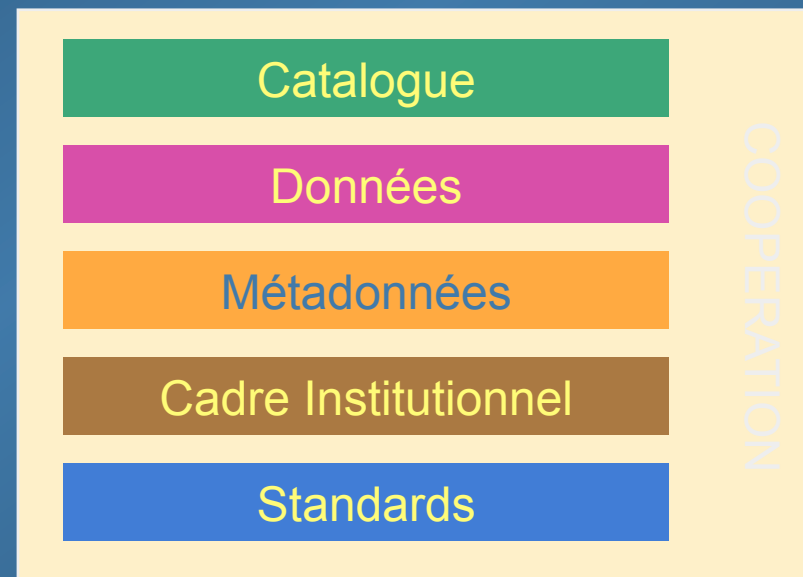 Catalogue
Données
Métadonnées
Cadre Institutionnel
Standards
COOPERATION